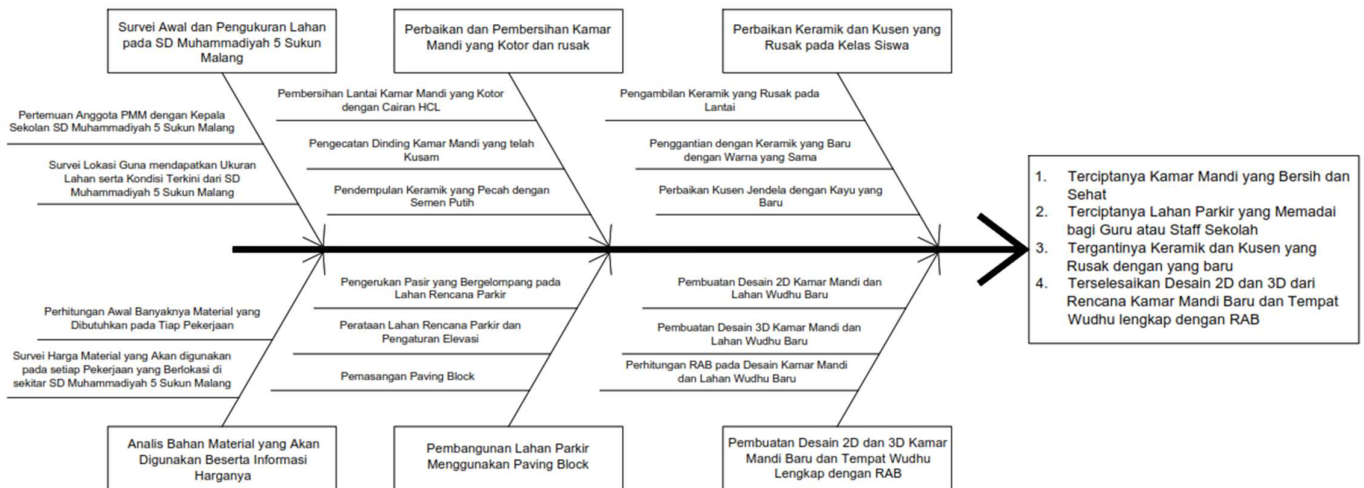 Survei Awal dan Pengukuran Lahan
pada SD Muhammadiyah 5 Sukun
Malang
Perbaikan dan Pembersihan Kamar
Mandi yang Kotor dan rusak
Perbaikan Keramik dan Kusen yang
Rusak pada Kelas Siswa
Pertemuan Anggota PMM dengan Kepala
Sekolan SD Muhammadiyah 5 Sukun Malang
Survei Lokasi Guna mendapatkan Ukuran
Lahan serta Kondisi Terkini dari SD
Muhammadiyah 5 Sukun Malang
Pembersihan Lantai Kamar Mandi yang Kotor
dengan Cairan HCL
Pengecatan Dinding Kamar Mandi yang telah
Kusam
Pendempulan Keramik yang Pecah dengan
Semen Putih
Pengambilan Keramik yang Rusak pada
Lantai
Penggantian dengan Keramik yang Baru
dengan Warna yang Sama
Perbaikan Kusen Jendela dengan Kayu yang
Baru
1. Terciptanya Kamar Mandi yang Bersih dan
Sehat
2. Terciptanya Lahan Parkir yang Memadai
bagi Guru atau Staff Sekolah
3. Tergantinya Keramik dan Kusen yang
Rusak dengan yang baru
4. Terselesaikan Desain 2D dan 3D dari
Rencana Kamar Mandi Baru dan Tempat
Wudhu lengkap dengan RAB
Perhitungan Awal Banyaknya Material yang
Dibutuhkan pada Tiap Pekerjaan
Survei Harga Material yang Akan digunakan
pada setiap Pekerjaan yang Berlokasi di
sekitar SD Muhammadiyah 5 Sukun Malang
Pengerukan Pasir yang Bergelompang pada
Lahan Rencana Parkir
Perataan Lahan Rencana Parkir dan
Pengaturan Elevasi
Pemasangan Paving Block
Pembuatan Desain 2D Kamar Mandi dan
Lahan Wudhu Baru
Pembuatan Desain 3D Kamar Mandi dan
Lahan Wudhu Baru
Perhitungan RAB pada Desain Kamar Mandi
dan Lahan Wudhu Baru
Analis Bahan Material yang Akan
Digunakan Beserta Informasi
Harganya
Pembangunan Lahan Parkir
Menggunakan Paving Block
Pembuatan Desain 2D dan 3D Kamar
Mandi Baru dan Tempat Wudhu
Lengkap dengan RAB